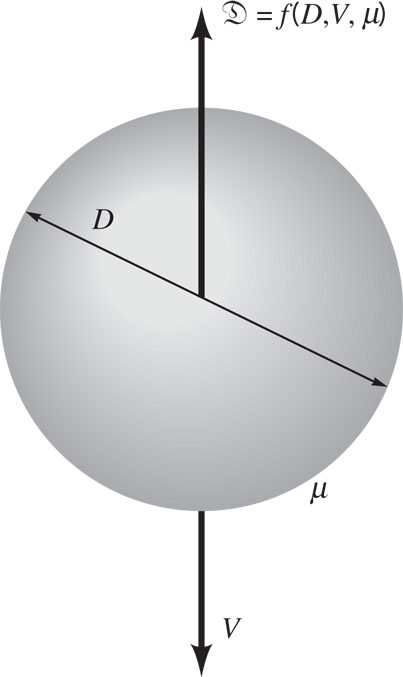 𝔇 = f(D,V, μ)
D
μ
V